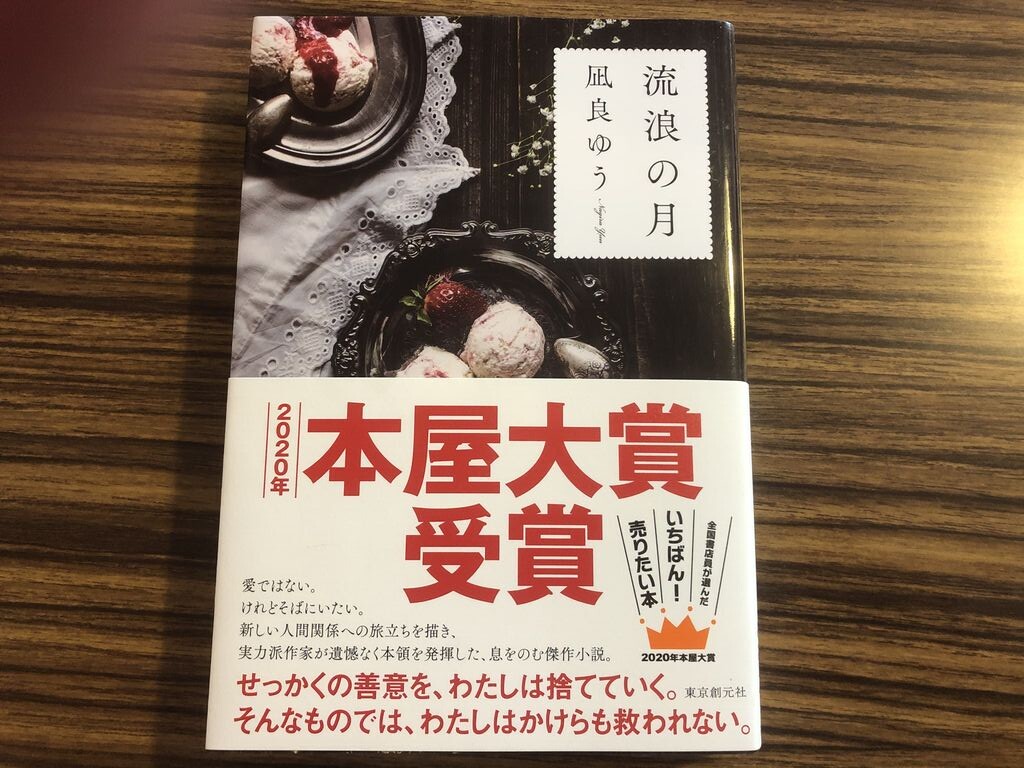 流浪の月
凪良ゆう
Nagira Yuu
2020年
本屋大賞
受賞
全国書店員が選んだ
いちばん！
売りたい本
2020年本屋大賞
愛ではない。
けれどそばにいたい。
新しい人間関係への旅立ちを描き、
実力派作家が遺憾なく本領を発揮した、息をのむ傑作小説。
せっかくの善意を、わたしは捨てていく。
そんなものでは、わたしはかけらも救われない。
東京創元社